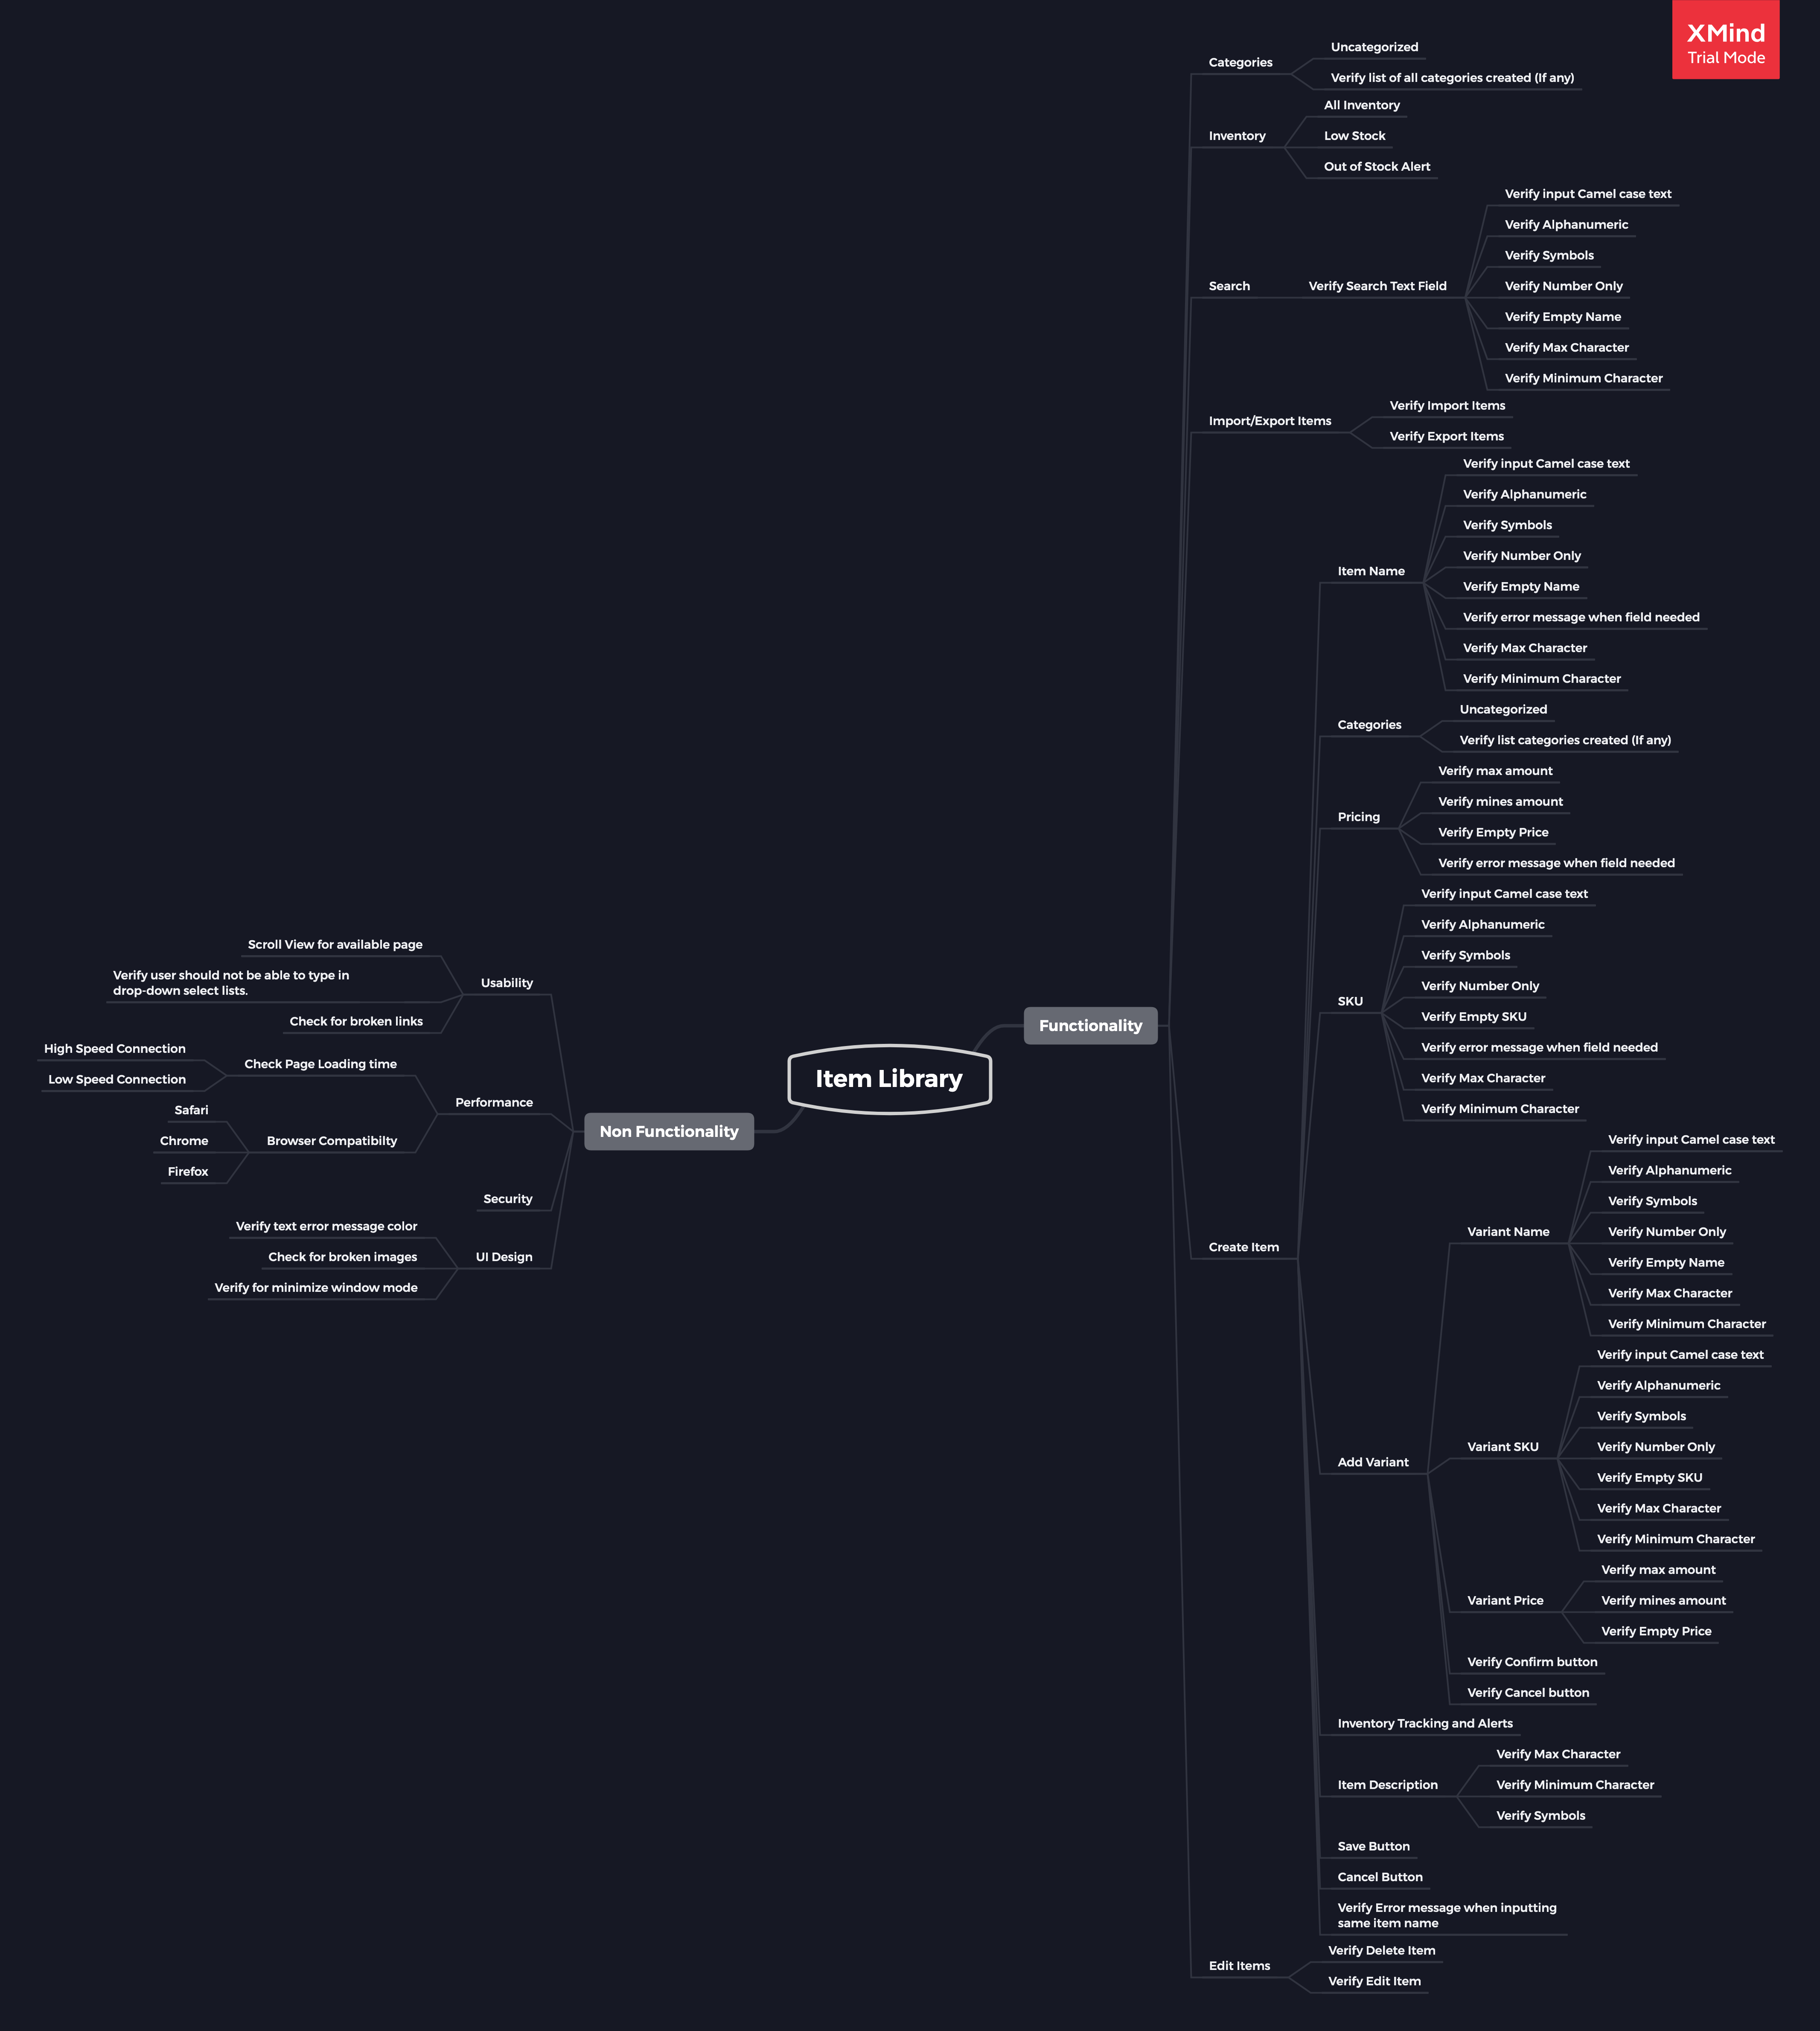 XMind
Trial Mode
Item Library
Functionality
Categories
Uncategorized
Verify list of all categories created (If any)
Inventory
All Inventory
Low Stock
Out of Stock Alert
Search
Verify Search Text Field
Verify input Camel case text
Verify Alphanumeric
Verify Symbols
Verify Number Only
Verify Empty Name
Verify Max Character
Verify Minimum Character
Import/Export Items
Verify Import Items
Verify Export Items
Create Item
Item Name
Verify input Camel case text
Verify Alphanumeric
Verify Symbols
Verify Number Only
Verify Empty Name
Verify error message when field needed
Verify Max Character
Verify Minimum Character
Categories
Uncategorized
Verify list categories created (If any)
Pricing
Verify max amount
Verify mines amount
Verify Empty Price
Verify error message when field needed
SKU
Verify input Camel case text
Verify Alphanumeric
Verify Symbols
Verify Number Only
Verify Empty SKU
Verify error message when field needed
Verify Max Character
Verify Minimum Character
Add Variant
Variant Name
Verify input Camel case text
Verify Alphanumeric
Verify Symbols
Verify Number Only
Verify Empty Name
Verify Max Character
Verify Minimum Character
Variant SKU
Verify input Camel case text
Verify Alphanumeric
Verify Symbols
Verify Number Only
Verify Empty SKU
Verify Max Character
Verify Minimum Character
Variant Price
Verify max amount
Verify mines amount
Verify Empty Price
Verify Confirm button
Verify Cancel button
Inventory Tracking and Alerts
Item Description
Verify Max Character
Verify Minimum Character
Verify Symbols
Save Button
Cancel Button
Verify Error message when inputting
same item name
Edit Items
Verify Delete Item
Verify Edit Item
Non Functionality
Usability
Scroll View for available page
Verify user should not be able to type in
drop-down select lists.
Check for broken links
Performance
Check Page Loading time
High Speed Connection
Low Speed Connection
Browser Compatibilty
Safari
Chrome
Firefox
Security
UI Design
Verify text error message color
Check for broken images
Verify for minimize window mode